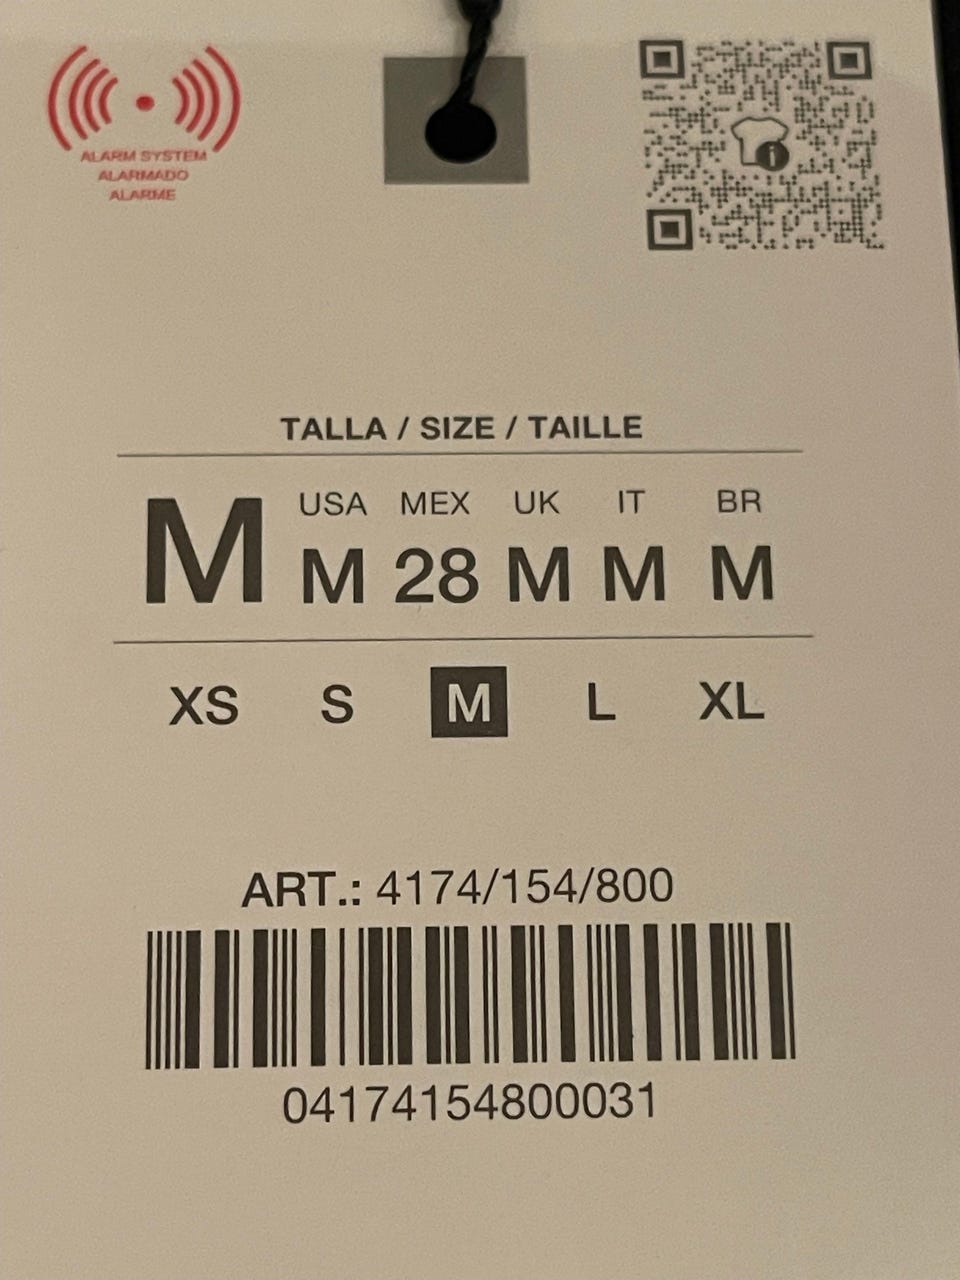 ALARM SYSTEM
ALARMADO
ALARME
i
TALLA / SIZE / TAILLE
M
USA MEX UK IT BR
M 28 M M M
XS S M L XL
ART.: 4174/154/800
04174154800031